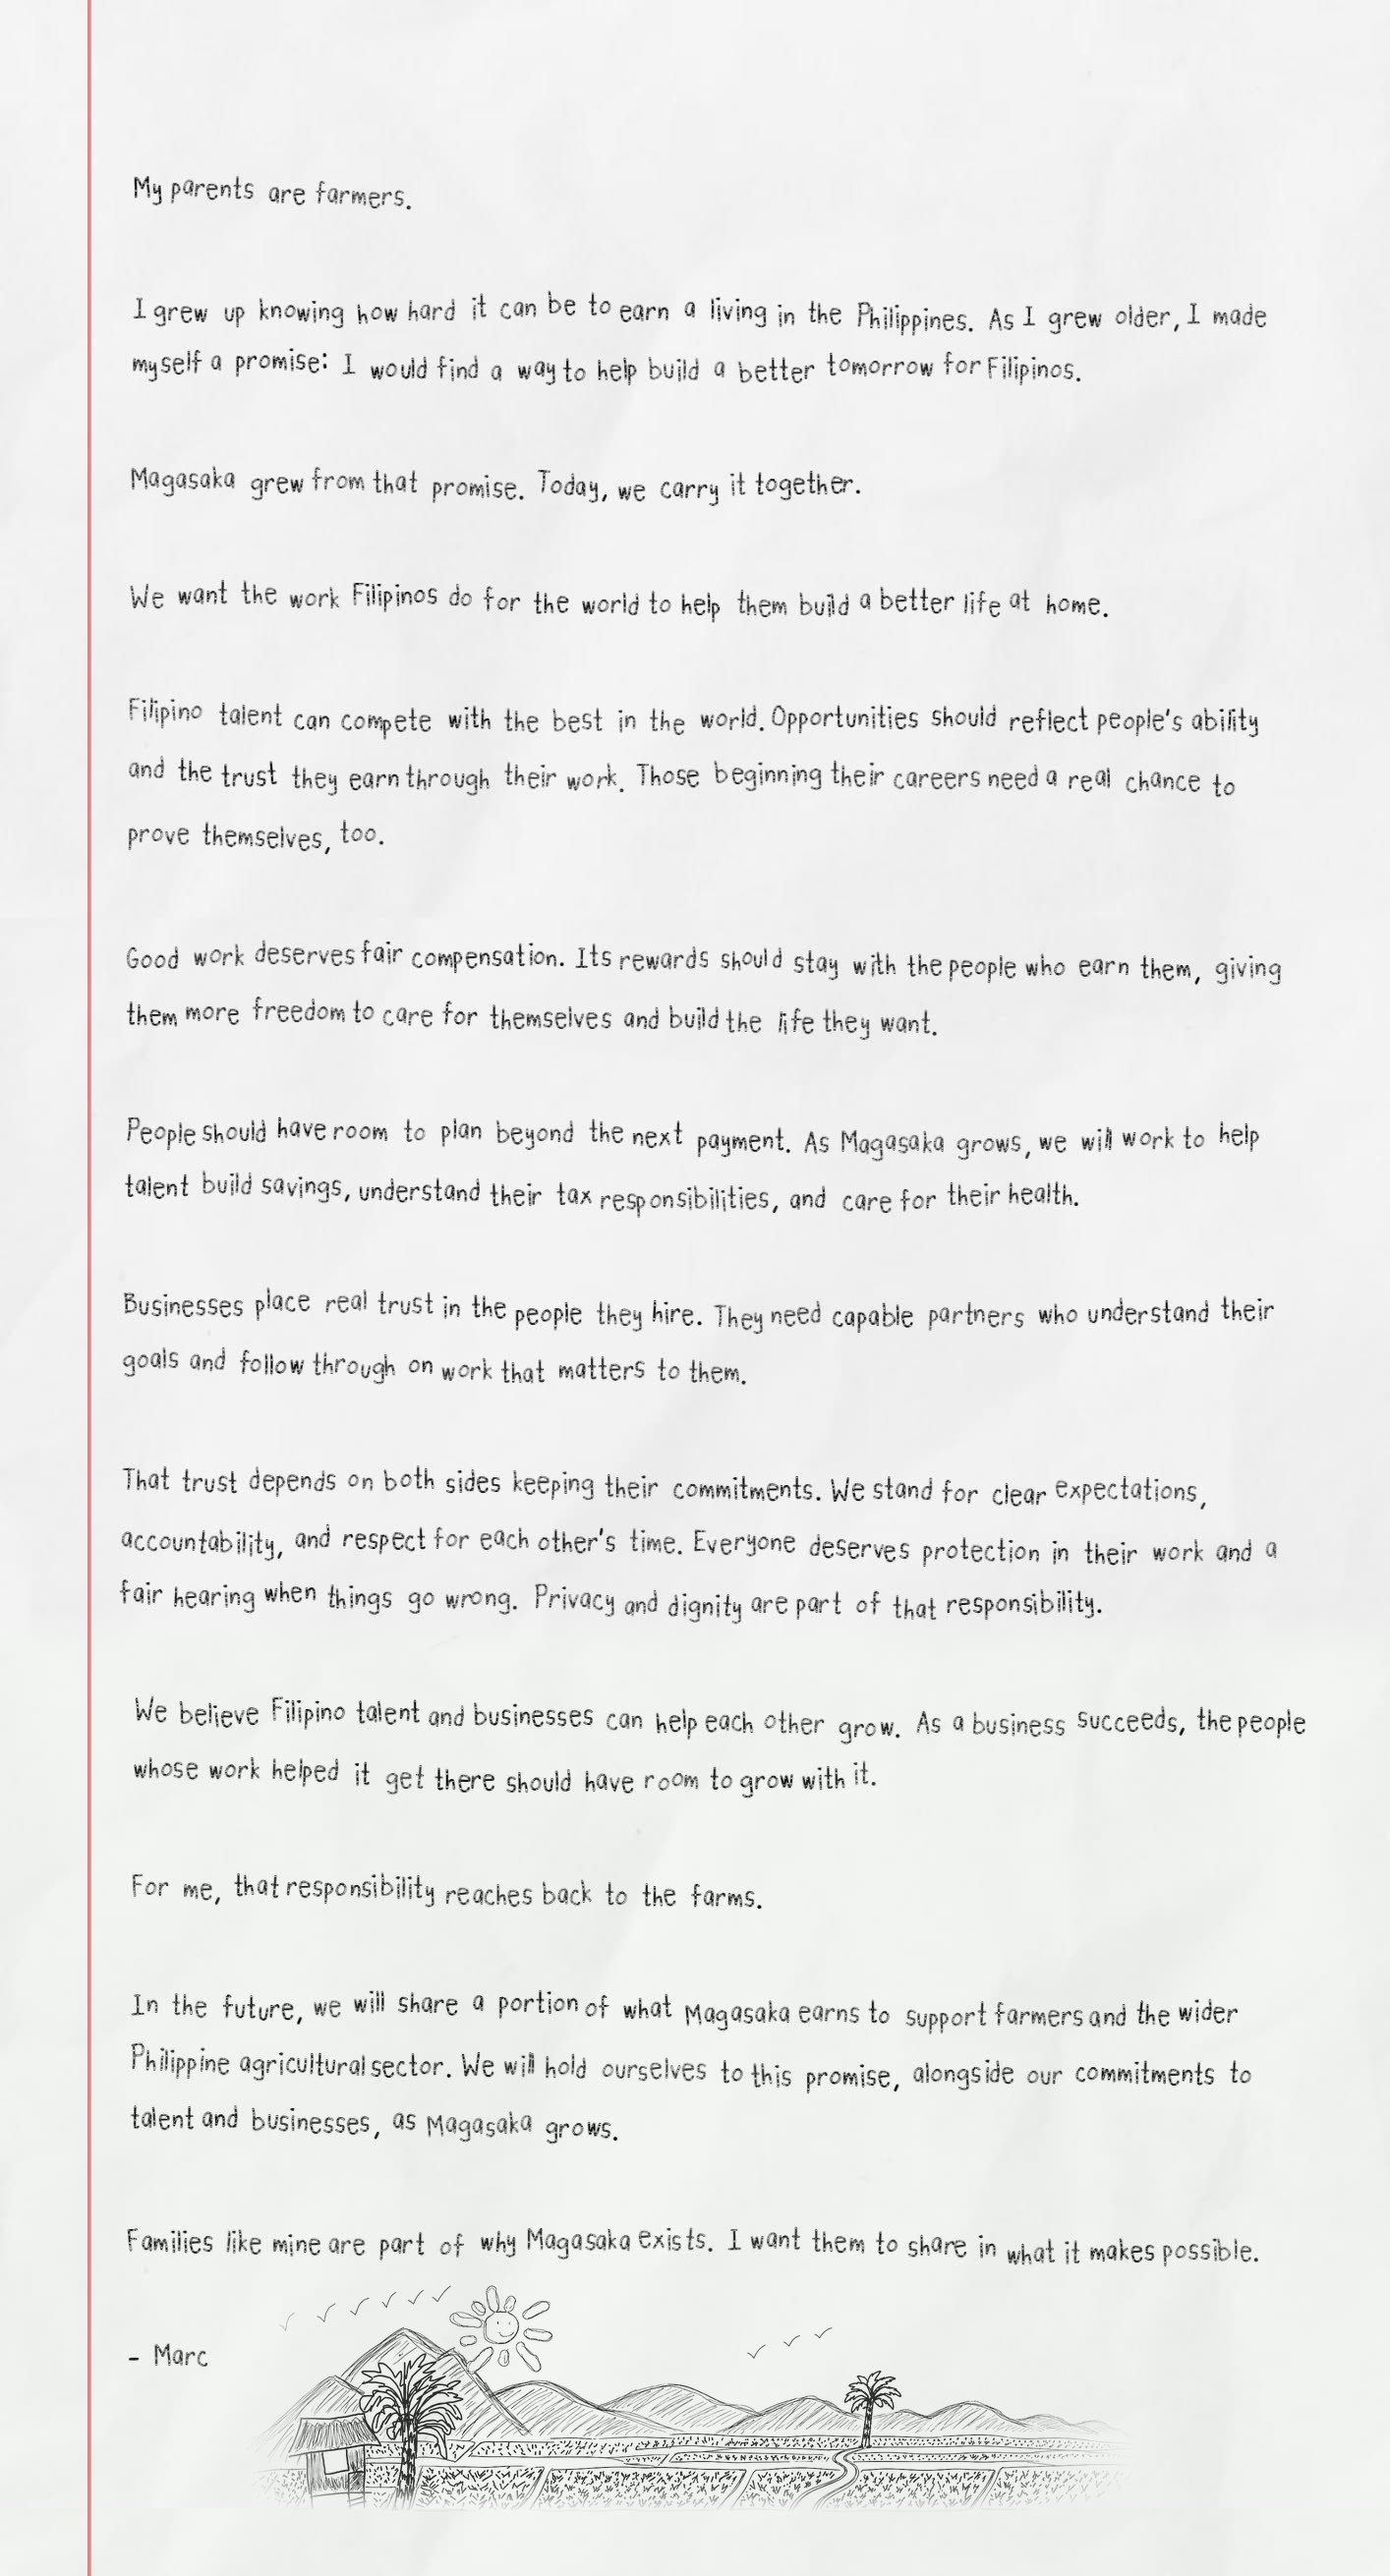 My parents are farmers.
I grew up knowing how hard it can be to earn a living in the Philippines. As I grew older, I made
myself a promise: I would find a way to help build a better tomorrow for Filipinos.
Magasaka grew from that promise. Today, we carry it together.
We want the work Filipinos do for the world to help them build a better life at home.
Filipino talent can compete with the best in the world. Opportunities should reflect people's ability
and the trust they earn through their work. Those beginning their careers need a real chance to
prove themselves, too.
Good work deserves fair compensation. Its rewards should stay with the people who earn them, giving
them more freedom to care for themselves and build the life they want.
People should have room to plan beyond the next payment. As Magasaka grows, we will work to help
talent build savings, understand their tax responsibilities, and care for their health.
Businesses place real trust in the people they hire. They need capable partners who understand their
goals and follow through on work that matters to them.
That trust depends on both sides keeping their commitments. We stand for clear expectations,
accountability, and respect for each other's time. Everyone deserves protection in their work and a
fair hearing when things go wrong. Privacy and dignity are part of that responsibility.
We believe Filipino talent and businesses can help each other grow. As a business succeeds, the people
whose work helped it get there should have room to grow with it.
For me, that responsibility reaches back to the farms.
In the future, we will share a portion of what Magasaka earns to support farmers and the wider
Philippine agricultural sector. We will hold ourselves to this promise, alongside our commitments to
talent and businesses, as Magasaka grows.
Families like mine are part of why Magasaka exists. I want them to share in what it makes possible.
- Marc